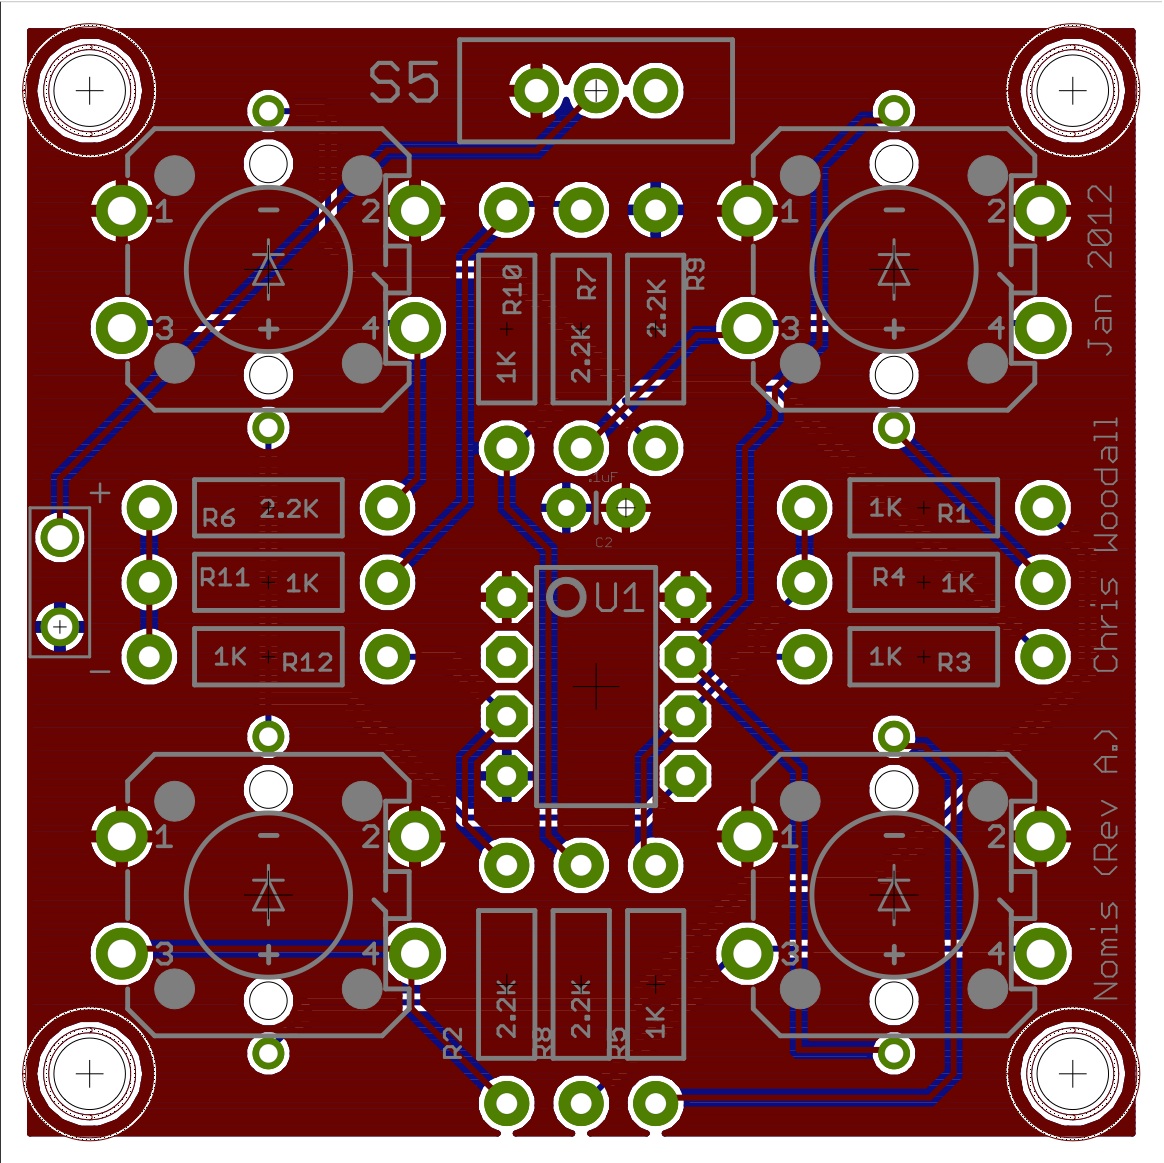 S5
1 2
3 4
1 2
3 4
R10
1K
R7
2.2K
R9
2.2K
Jan 2012
+
R6 2.2K
R11 1K
1K R12
-
.1uF
C2
U1
1K R1
R4 1K
1K R3
Nomis (Rev A.) Chris Woodall
1 2
3 4
1 2
3 4
R2
2.2K
R8
2.2K
R5
1K